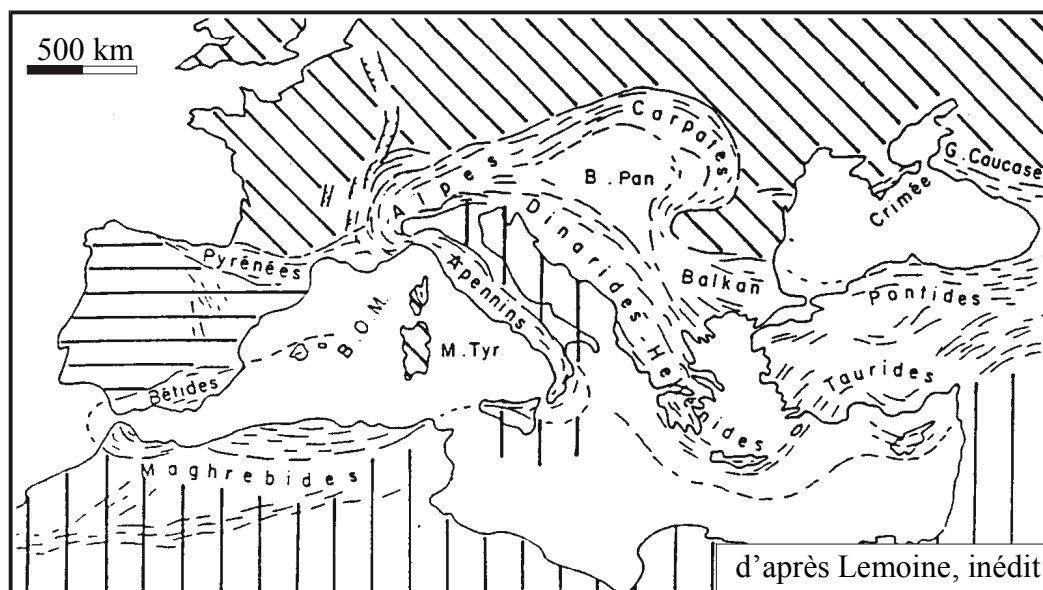 500 km
Carpates
G. Caucase
Alpes
B. Pan
Crimée
Pyrénées
Dinarides-Hellénides
Apennins
Balkan
Pontides
B.O.M.
M. Tyr
Bétides
Taurides
Maghrebides
d'après Lemoine, inédit